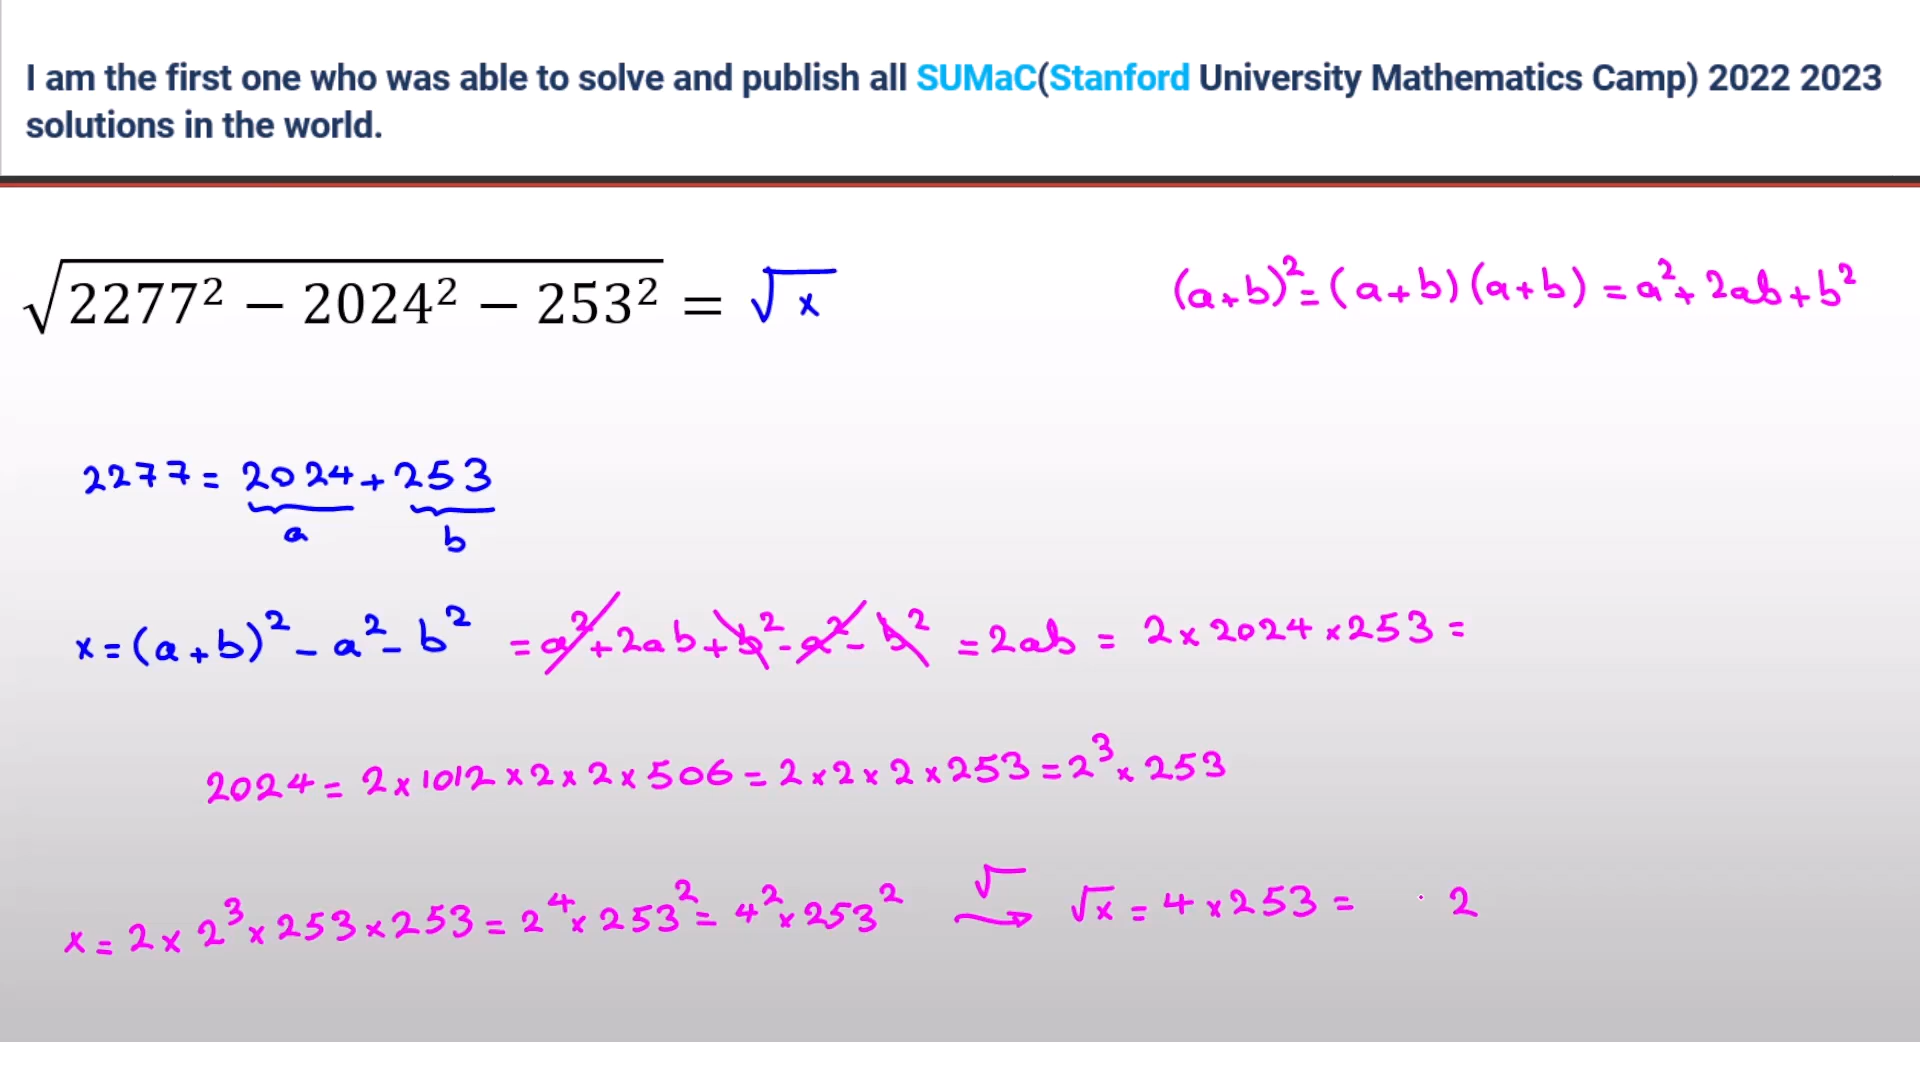 I am the first one who was able to solve and publish all SUMaC(Stanford University Mathematics Camp) 2022 2023
solutions in the world.
√(2277² − 2024² − 253²) = √x
(a+b)² = (a+b)(a+b) = a² + 2ab + b²
2277 = 2024 + 253
a b
x = (a+b)² - a² - b² = a² + 2ab + b² - a² - b² = 2ab = 2 × 2024 × 253 =
2024 = 2 × 1012 × 2 × 2 × 506 = 2 × 2 × 2 × 253 = 2³ × 253
x = 2 × 2³ × 253 × 253 = 2⁴ × 253² = 4² × 253² √ → √x = 4 × 253 = 2